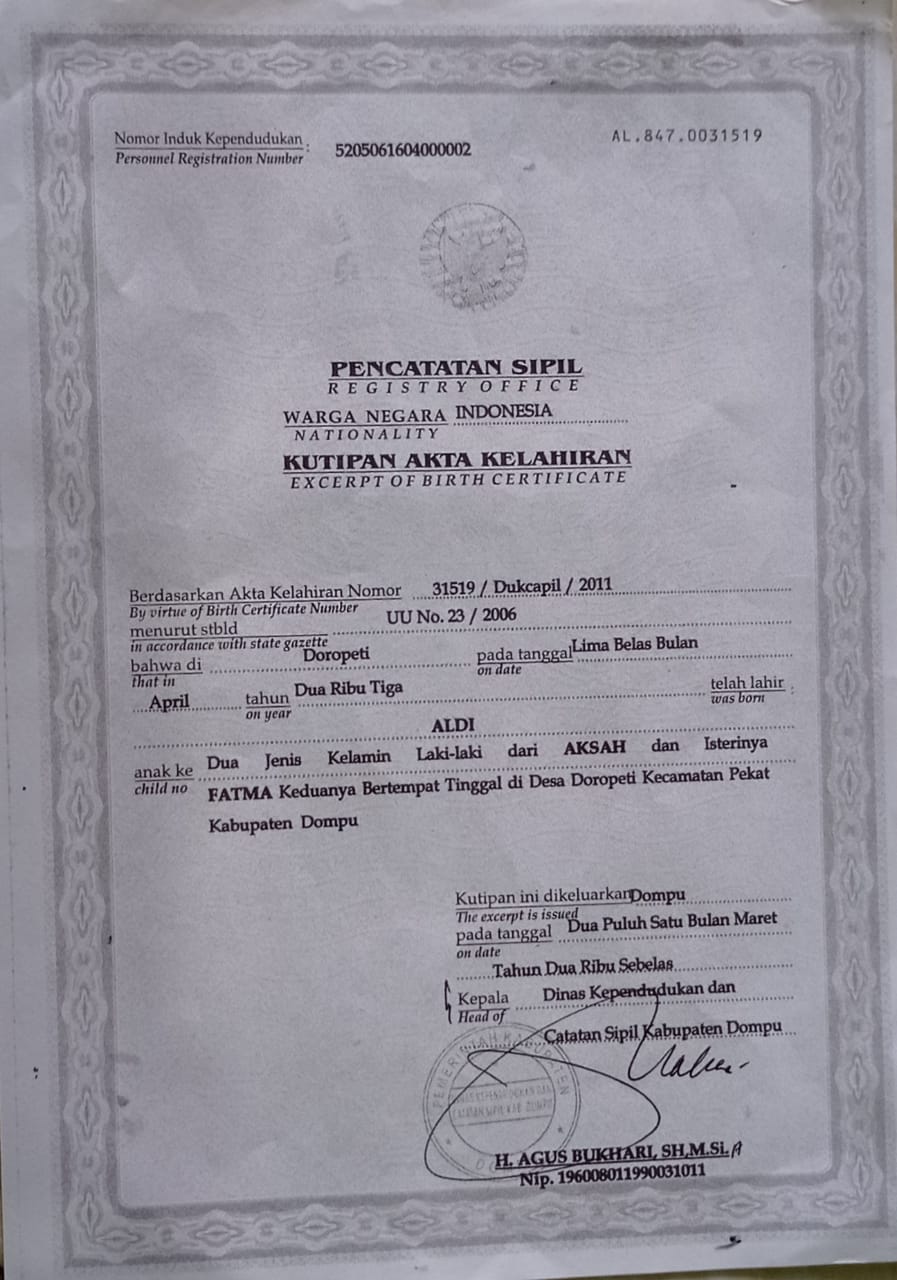 Nomor Induk Kependudukan : 5205061604000002
Personnel Registration Number
AL.847.0031519
PENCATATAN SIPIL
REGISTRY OFFICE
WARGA NEGARA INDONESIA
NATIONALITY
KUTIPAN AKTA KELAHIRAN
EXCERPT OF BIRTH CERTIFICATE
Berdasarkan Akta Kelahiran Nomor 31519 / Dukcapil / 2011
By virtue of Birth Certificate Number
menurut stbld UU No. 23 / 2006
in accordance with state gazette
bahwa di Doropeti pada tanggal Lima Belas Bulan
that in on date
April tahun Dua Ribu Tiga telah lahir :
on year was born
ALDI
anak ke Dua Jenis Kelamin Laki-laki dari AKSAH dan Isterinya
child no FATMA Keduanya Bertempat Tinggal di Desa Doropeti Kecamatan Pekat
Kabupaten Dompu
Kutipan ini dikeluarkan Dompu
The excerpt is issued
pada tanggal Dua Puluh Satu Bulan Maret
on date
Tahun Dua Ribu Sebelas
Kepala Dinas Kependudukan dan
Head of
Catatan Sipil Kabupaten Dompu
PEMERINTAH KABUPATEN
CATATAN SIPIL KAB. DOMPU
H. AGUS BUKHARI, SH,M.Si.
NIp. 196008011990031011